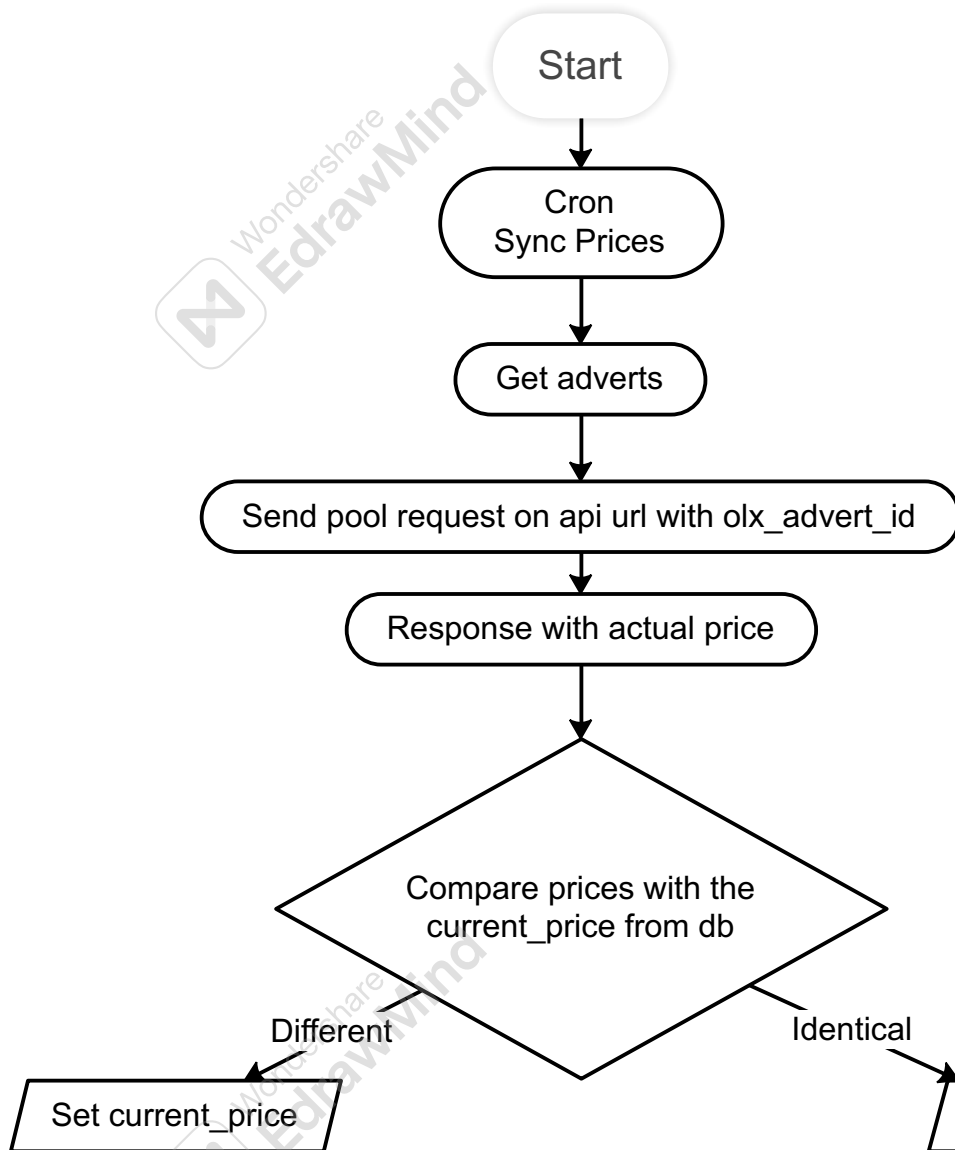 Start
Wondershare
EdrawMind
Cron
Sync Prices
Get adverts
Send pool request on api url with olx_advert_id
Response with actual price
Compare prices with the
current_price from db
Wondershare
EdrawMind
Different
Identical
Set current_price